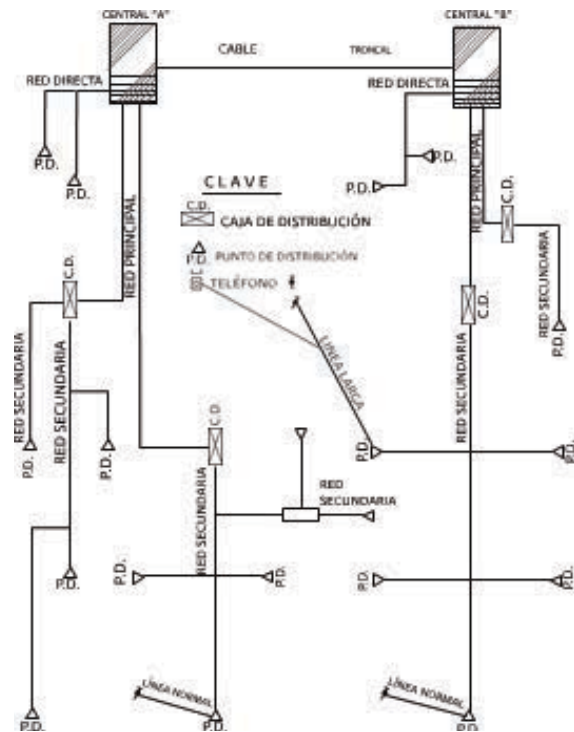 CENTRAL "A"
CENTRAL "B"
CABLE TRONCAL
RED DIRECTA
RED DIRECTA
P.D.
P.D.
P.D.
P.D.
CLAVE
C.D.
CAJA DE DISTRIBUCIÓN
P.D.
PUNTO DE DISTRIBUCIÓN
TELÉFONO
RED PRINCIPAL
RED PRINCIPAL
C.D.
C.D.
C.D.
RED SECUNDARIA
P.D.
LINEA LARGA
RED SECUNDARIA
RED SECUNDARIA
P.D.
P.D.
C.D.
RED SECUNDARIA
P.D.
P.D.
RED
SECUNDARIA
RED SECUNDARIA
P.D.
P.D.
P.D.
P.D.
P.D.
LÍNEA NORMAL
LÍNEA NORMAL
P.D.
P.D.
P.D.